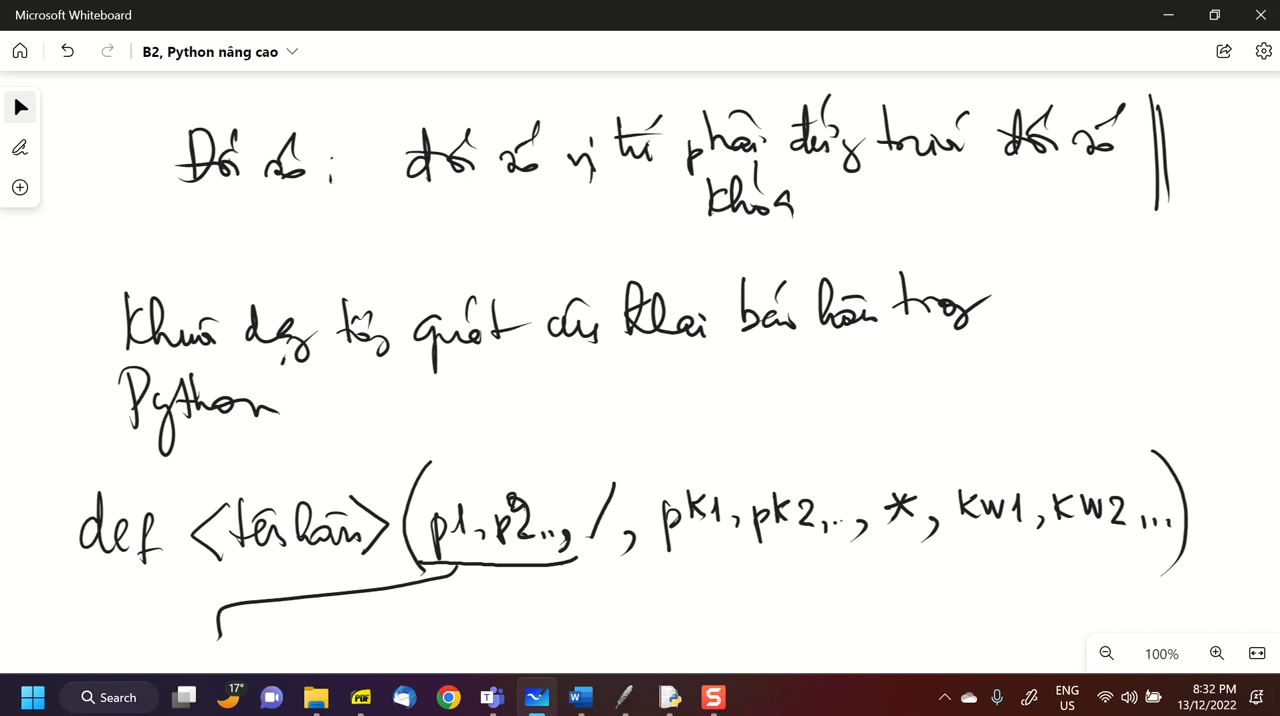 Microsoft Whiteboard
B2, Python nâng cao
Đối số: đối số vị trí phải đứng trước đối số
khóa
Khuôn dạng tổng quát của khai báo hàm trong
Python
def <tên hàm> (p1, p2.., /, pk1, pk2,.., *, kw1, kw2...)
100%
Search
17°
PDF
ENG
US
8:32 PM
13/12/2022